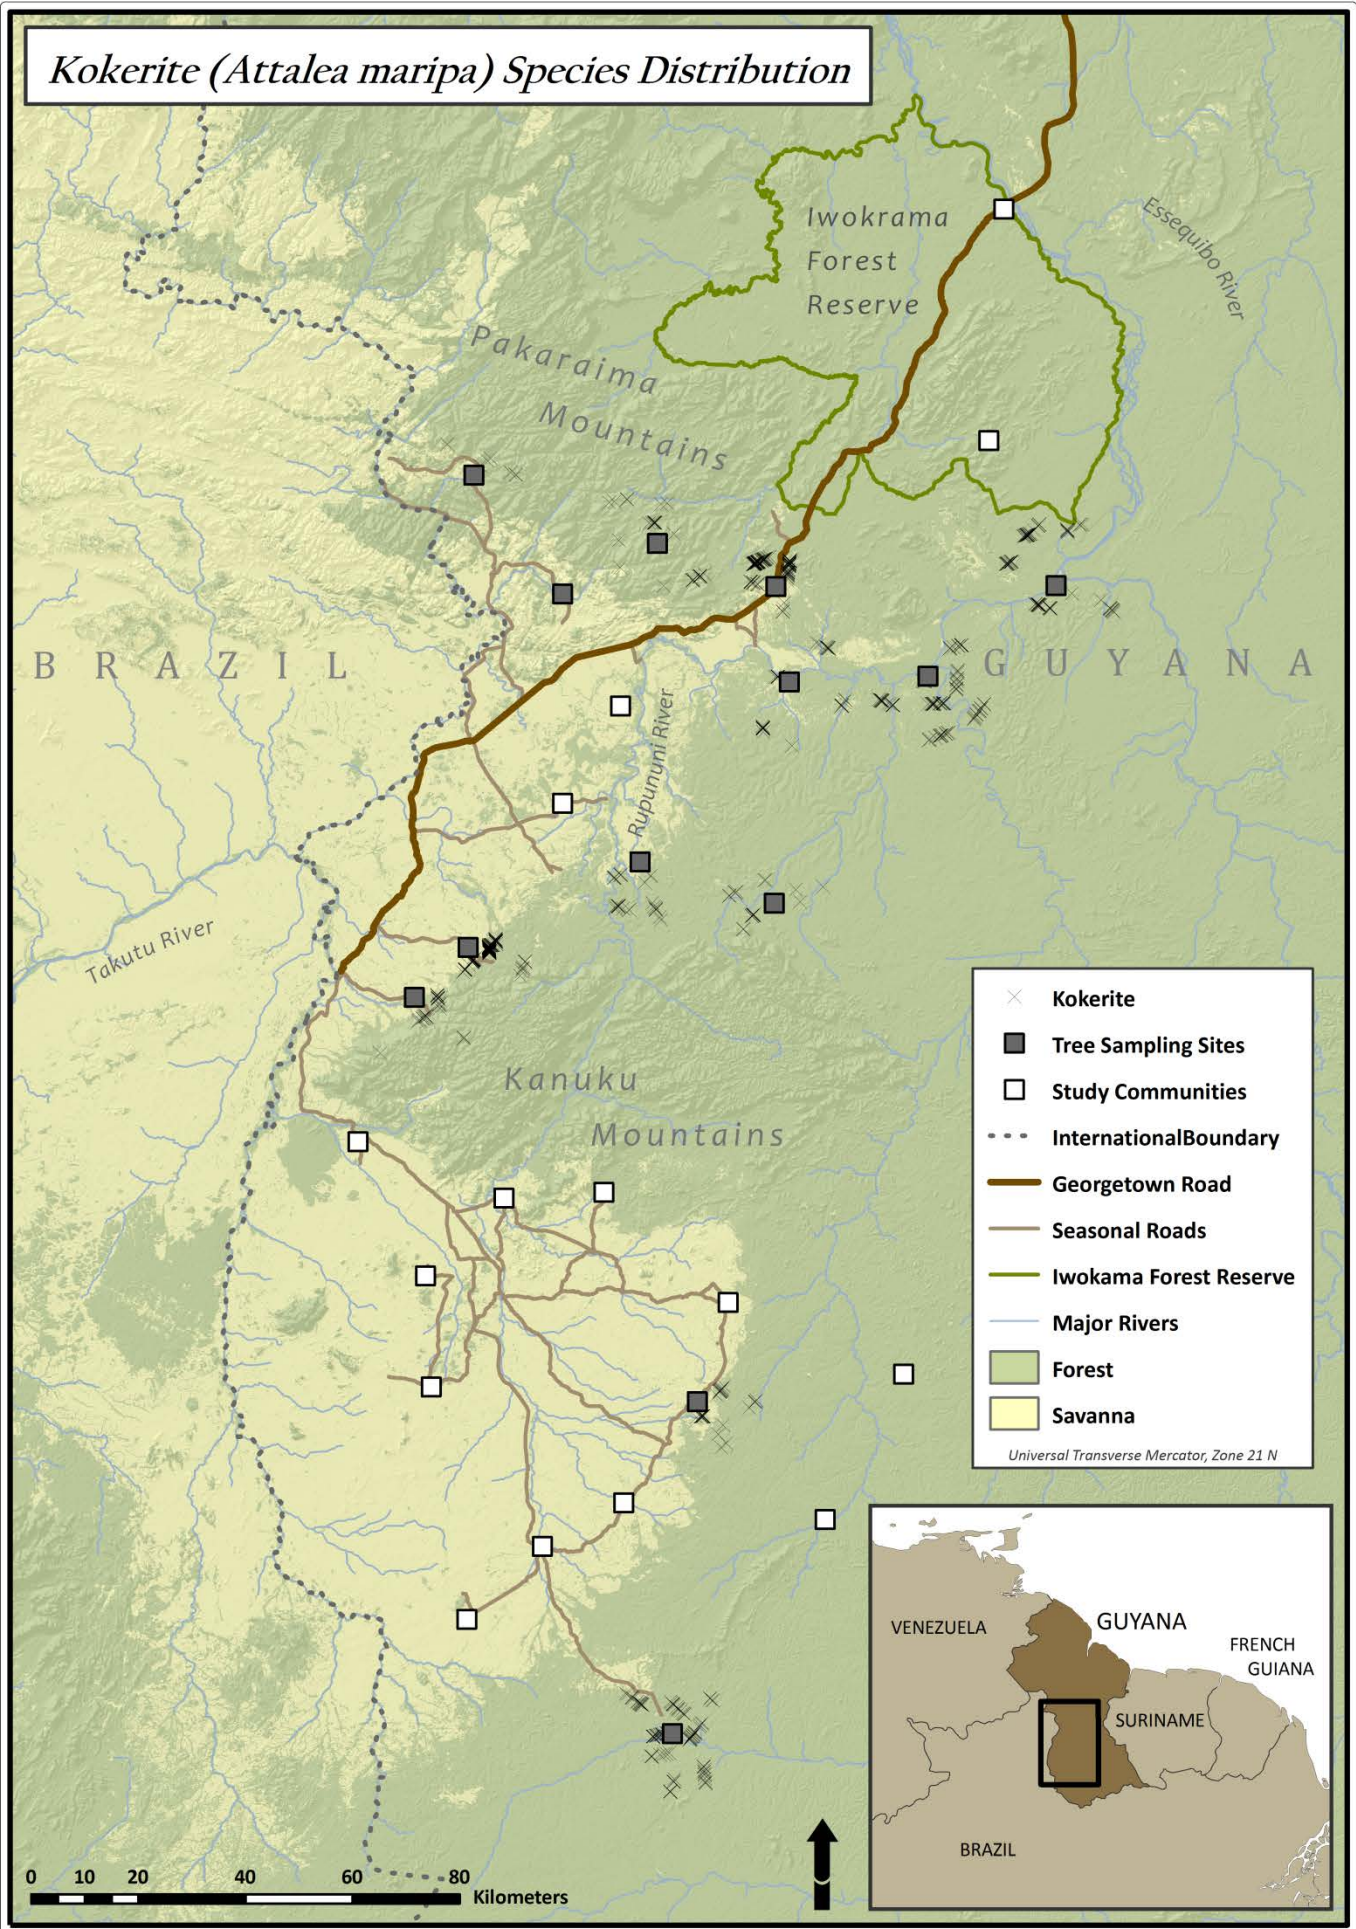 Kokerite (Attalea maripa) Species Distribution
Iwokrama
Forest
Reserve
Essequibo River
Pakaraima
Mountains
BRAZIL
GUYANA
Rupununi River
Takutu River
Kanuku
Mountains
Kokerite
Tree Sampling Sites
Study Communities
InternationalBoundary
Georgetown Road
Seasonal Roads
Iwokama Forest Reserve
Major Rivers
Forest
Savanna
Universal Transverse Mercator, Zone 21 N
VENEZUELA
GUYANA
FRENCH
GUIANA
SURINAME
BRAZIL
0 10 20 40 60 80
Kilometers